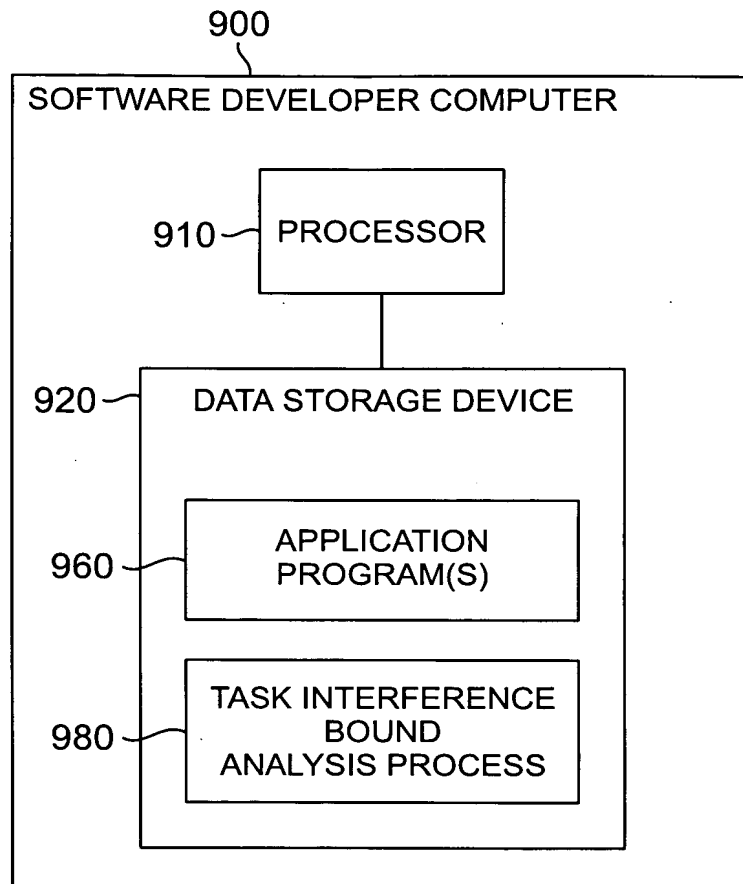 900
SOFTWARE DEVELOPER COMPUTER
910
PROCESSOR
920
DATA STORAGE DEVICE
960
APPLICATION
PROGRAM(S)
980
TASK INTERFERENCE
BOUND
ANALYSIS PROCESS